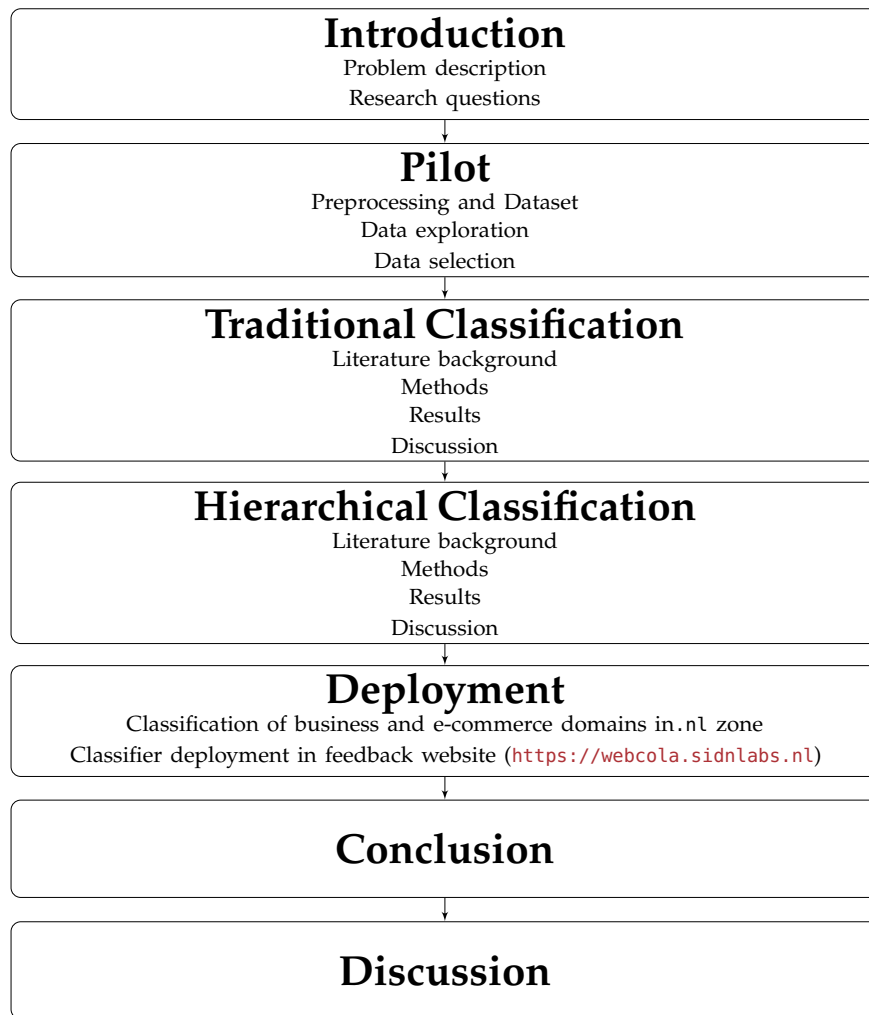 Introduction
Problem description
Research questions
Pilot
Preprocessing and Dataset
Data exploration
Data selection
Traditional Classification
Literature background
Methods
Results
Discussion
Hierarchical Classification
Literature background
Methods
Results
Discussion
Deployment
Classification of business and e-commerce domains in.nl zone
Classifier deployment in feedback website (https://webcola.sidnlabs.nl)
Conclusion
Discussion